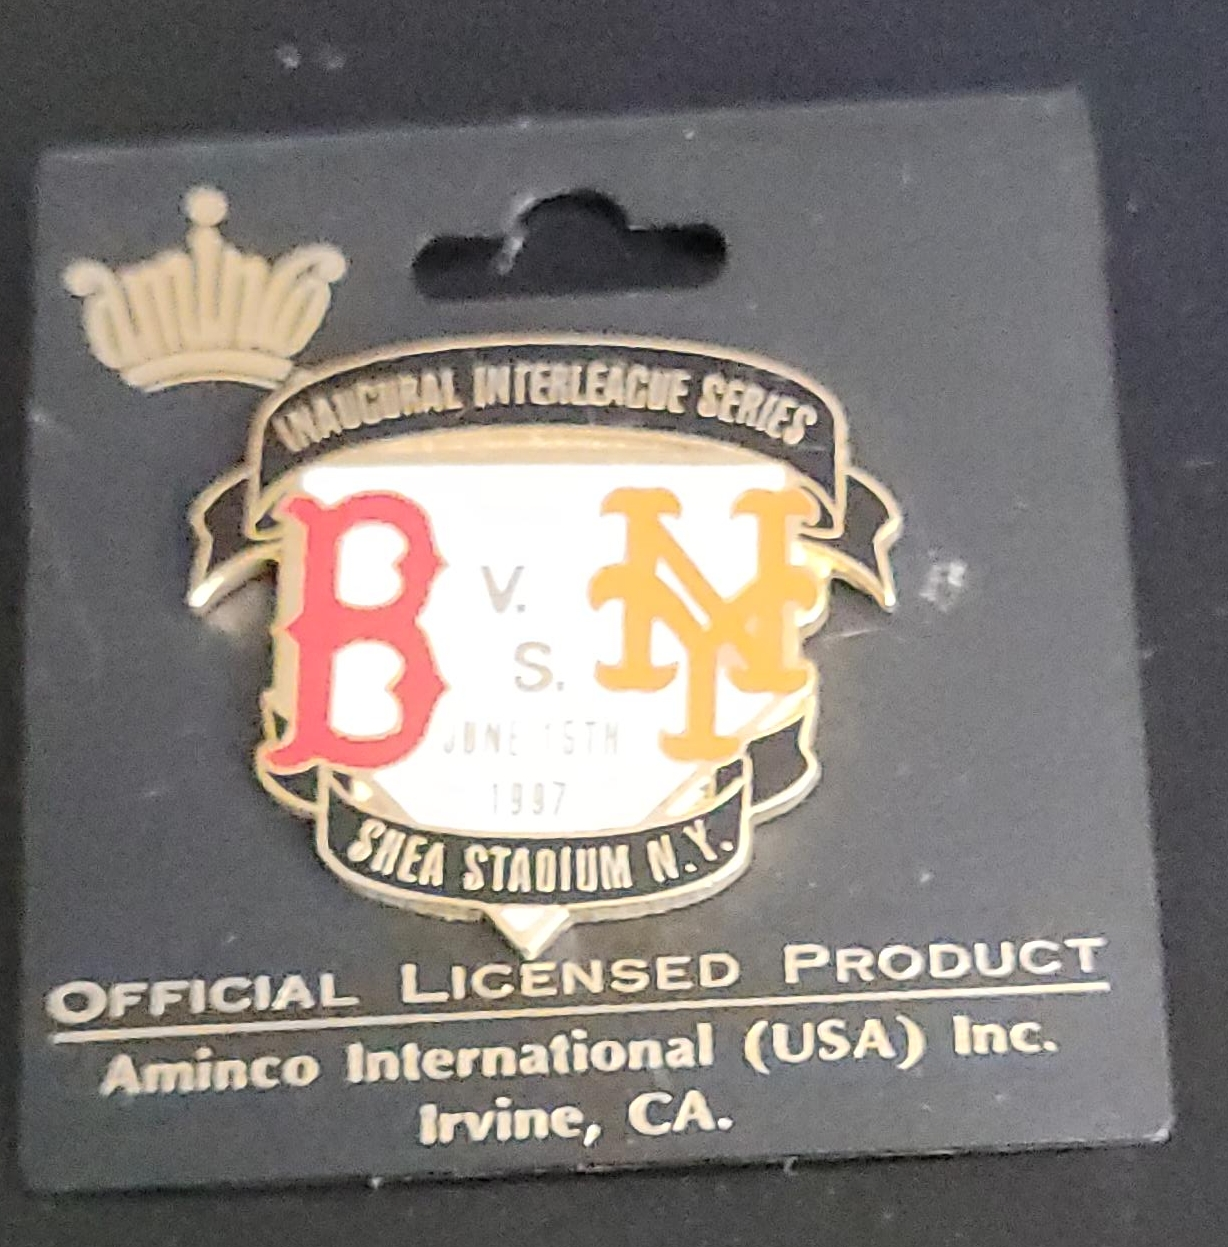 aminco
INAUGURAL INTERLEAGUE SERIES
B
V.
S.
NY
JUNE 15TH
1997
SHEA STADIUM N.Y.
OFFICIAL LICENSED PRODUCT
Aminco International (USA) Inc.
Irvine, CA.